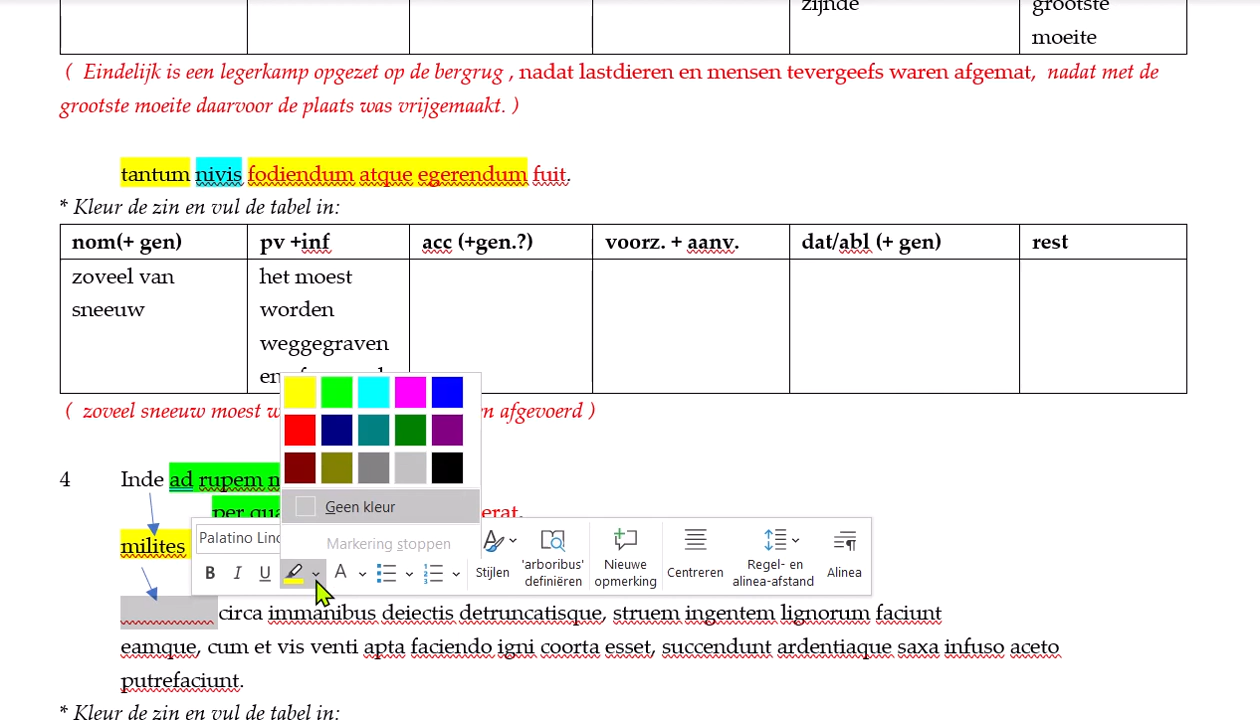 zijnde grootste
moeite
( Eindelijk is een legerkamp opgezet op de bergrug , nadat lastdieren en mensen tevergeefs waren afgemat, nadat met de
grootste moeite daarvoor de plaats was vrijgemaakt. )
tantum nivis fodiendum atque egerendum fuit.
* Kleur de zin en vul de tabel in:
nom(+ gen) pv +inf acc (+gen.?) voorz. + aanv. dat/abl (+ gen) rest
zoveel van het moest
sneeuw worden
weggegraven
en
( zoveel sneeuw moest en afgevoerd )
4 Inde ad rupem
per
milites
Geen kleur
Markering stoppen
Palatino Lino
B I U A Stijlen 'arboribus' definiëren Nieuwe opmerking Centreren Regel- en alinea-afstand Alinea
circa immanibus deiectis detruncatisque, struem ingentem lignorum faciunt
eamque, cum et vis venti apta faciendo igni coorta esset, succendunt ardentiaque saxa infuso aceto
putrefaciunt.
* Kleur de zin en vul de tabel in: